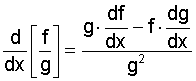 d/dx [f/g] = (g · df/dx − f · dg/dx) / g²